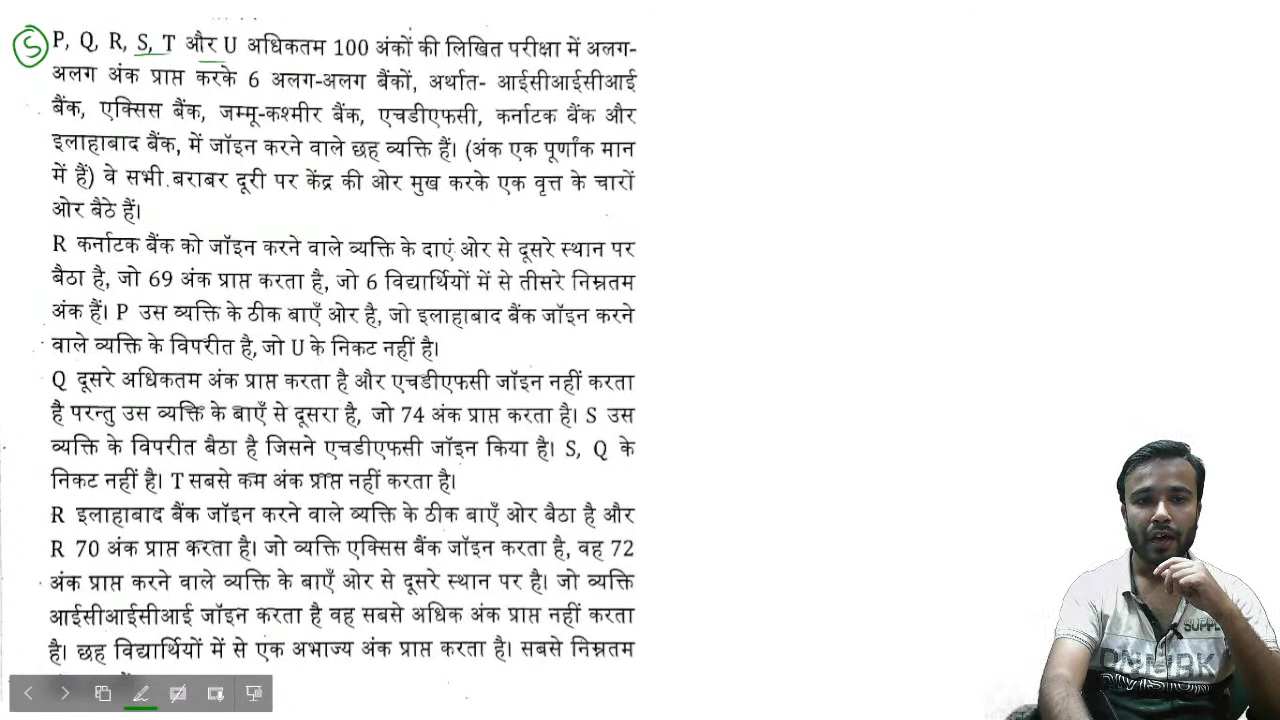 S P, Q, R, S, T और U अधिकतम 100 अंकों की लिखित परीक्षा में अलग-
अलग अंक प्राप्त करके 6 अलग-अलग बैंकों, अर्थात- आईसीआईसीआई
बैंक, एक्सिस बैंक, जम्मू-कश्मीर बैंक, एचडीएफसी, कर्नाटक बैंक और
इलाहाबाद बैंक, में जॉइन करने वाले छह व्यक्ति हैं। (अंक एक पूर्णांक मान
में हैं) वे सभी बराबर दूरी पर केंद्र की ओर मुख करके एक वृत्त के चारों
ओर बैठे हैं।
R कर्नाटक बैंक को जॉइन करने वाले व्यक्ति के दाएं ओर से दूसरे स्थान पर
बैठा है, जो 69 अंक प्राप्त करता है, जो 6 विद्यार्थियों में से तीसरे निम्नतम
अंक हैं। P उस व्यक्ति के ठीक बाएँ ओर है, जो इलाहाबाद बैंक जॉइन करने
वाले व्यक्ति के विपरीत है, जो U के निकट नहीं है।
Q दूसरे अधिकतम अंक प्राप्त करता है और एचडीएफसी जॉइन नहीं करता
है परन्तु उस व्यक्ति के बाएँ से दूसरा है, जो 74 अंक प्राप्त करता है। S उस
व्यक्ति के विपरीत बैठा है जिसने एचडीएफसी जॉइन किया है। S, Q के
निकट नहीं है। T सबसे कम अंक प्राप्त नहीं करता है।
R इलाहाबाद बैंक जॉइन करने वाले व्यक्ति के ठीक बाएँ ओर बैठा है और
R 70 अंक प्राप्त करता है। जो व्यक्ति एक्सिस बैंक जॉइन करता है, वह 72
अंक प्राप्त करने वाले व्यक्ति के बाएँ ओर से दूसरे स्थान पर है। जो व्यक्ति
आईसीआईसीआई जॉइन करता है वह सबसे अधिक अंक प्राप्त नहीं करता
है। छह विद्यार्थियों में से एक अभाज्य अंक प्राप्त करता है। सबसे निम्नतम